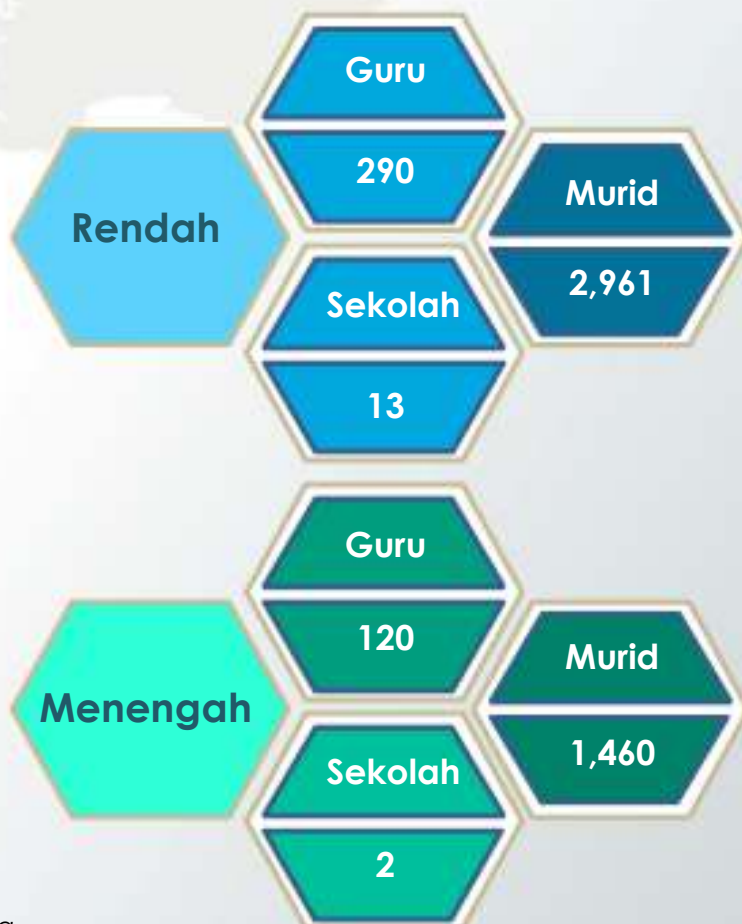 Rendah
Guru
290
Sekolah
13
Murid
2,961
Menengah
Guru
120
Sekolah
2
Murid
1,460